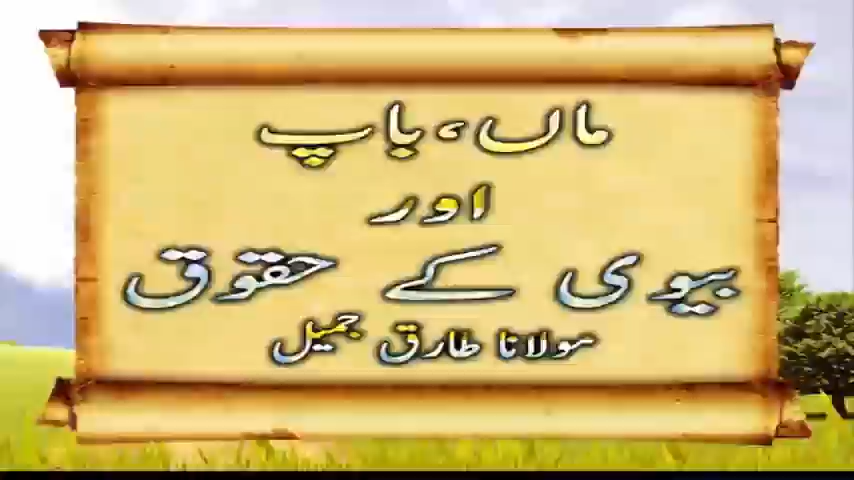 ماں، باپ
اور
بیوی کے حقوق
مولانا طارق جمیل